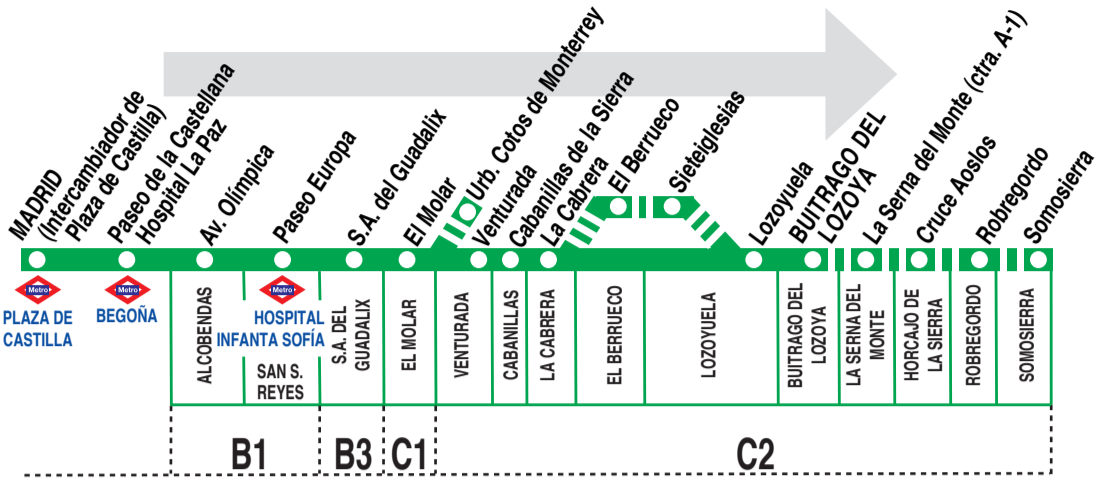 MADRID
(Intercambiador de
Plaza de Castilla)
Paseo de la Castellana
Hospital La Paz
Av. Olímpica
Paseo Europa
S.A. del Guadalix
El Molar
Urb. Cotos de Monterrey
Venturada
Cabanillas de la Sierra
La Cabrera
El Berrueco
Sieteiglesias
Lozoyuela
BUITRAGO DEL
LOZOYA
La Serna del Monte (ctra. A-1)
Cruce Aoslos
Robregordo
Somosierra
Metro
PLAZA DE
CASTILLA
Metro
BEGOÑA
Metro
HOSPITAL
INFANTA SOFÍA
ALCOBENDAS
SAN S.
REYES
S.A. DEL
GUADALIX
EL MOLAR
VENTURADA
CABANILLAS
LA CABRERA
EL BERRUECO
LOZOYUELA
BUITRAGO DEL
LOZOYA
LA SERNA DEL
MONTE
HORCAJO DE
LA SIERRA
ROBREGORDO
SOMOSIERRA
B1
B3
C1
C2